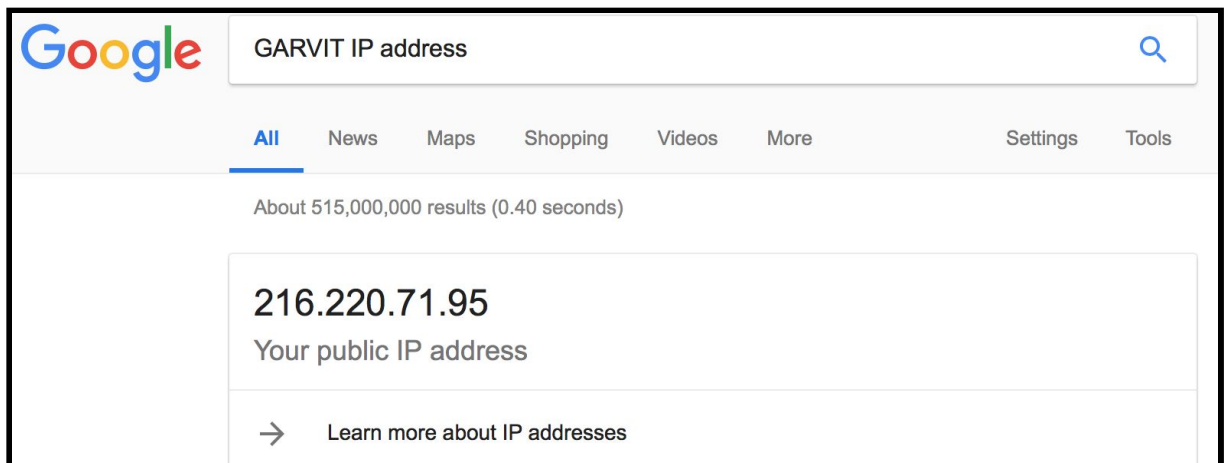 Google
GARVIT IP address
All News Maps Shopping Videos More Settings Tools
About 515,000,000 results (0.40 seconds)
216.220.71.95
Your public IP address
Learn more about IP addresses